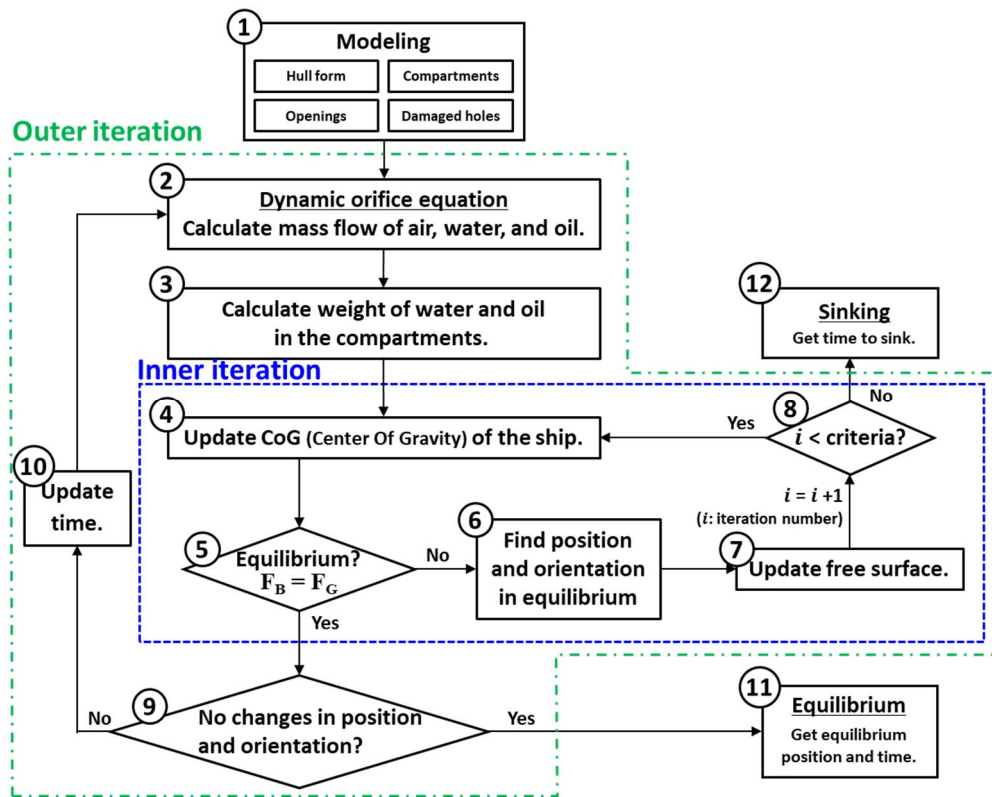 1
Modeling
Hull form
Compartments
Openings
Damaged holes
Outer iteration
2
Dynamic orifice equation
Calculate mass flow of air, water, and oil.
3
Calculate weight of water and oil
in the compartments.
12
Sinking
Get time to sink.
Inner iteration
4
Update CoG (Center Of Gravity) of the ship.
Yes
8
No
i < criteria?
10
Update
time.
i = i +1
(i: iteration number)
5
Equilibrium?
F_B = F_G
No
6
Find position
and orientation
in equilibrium
7
Update free surface.
Yes
9
No changes in position
and orientation?
No
Yes
11
Equilibrium
Get equilibrium
position and time.